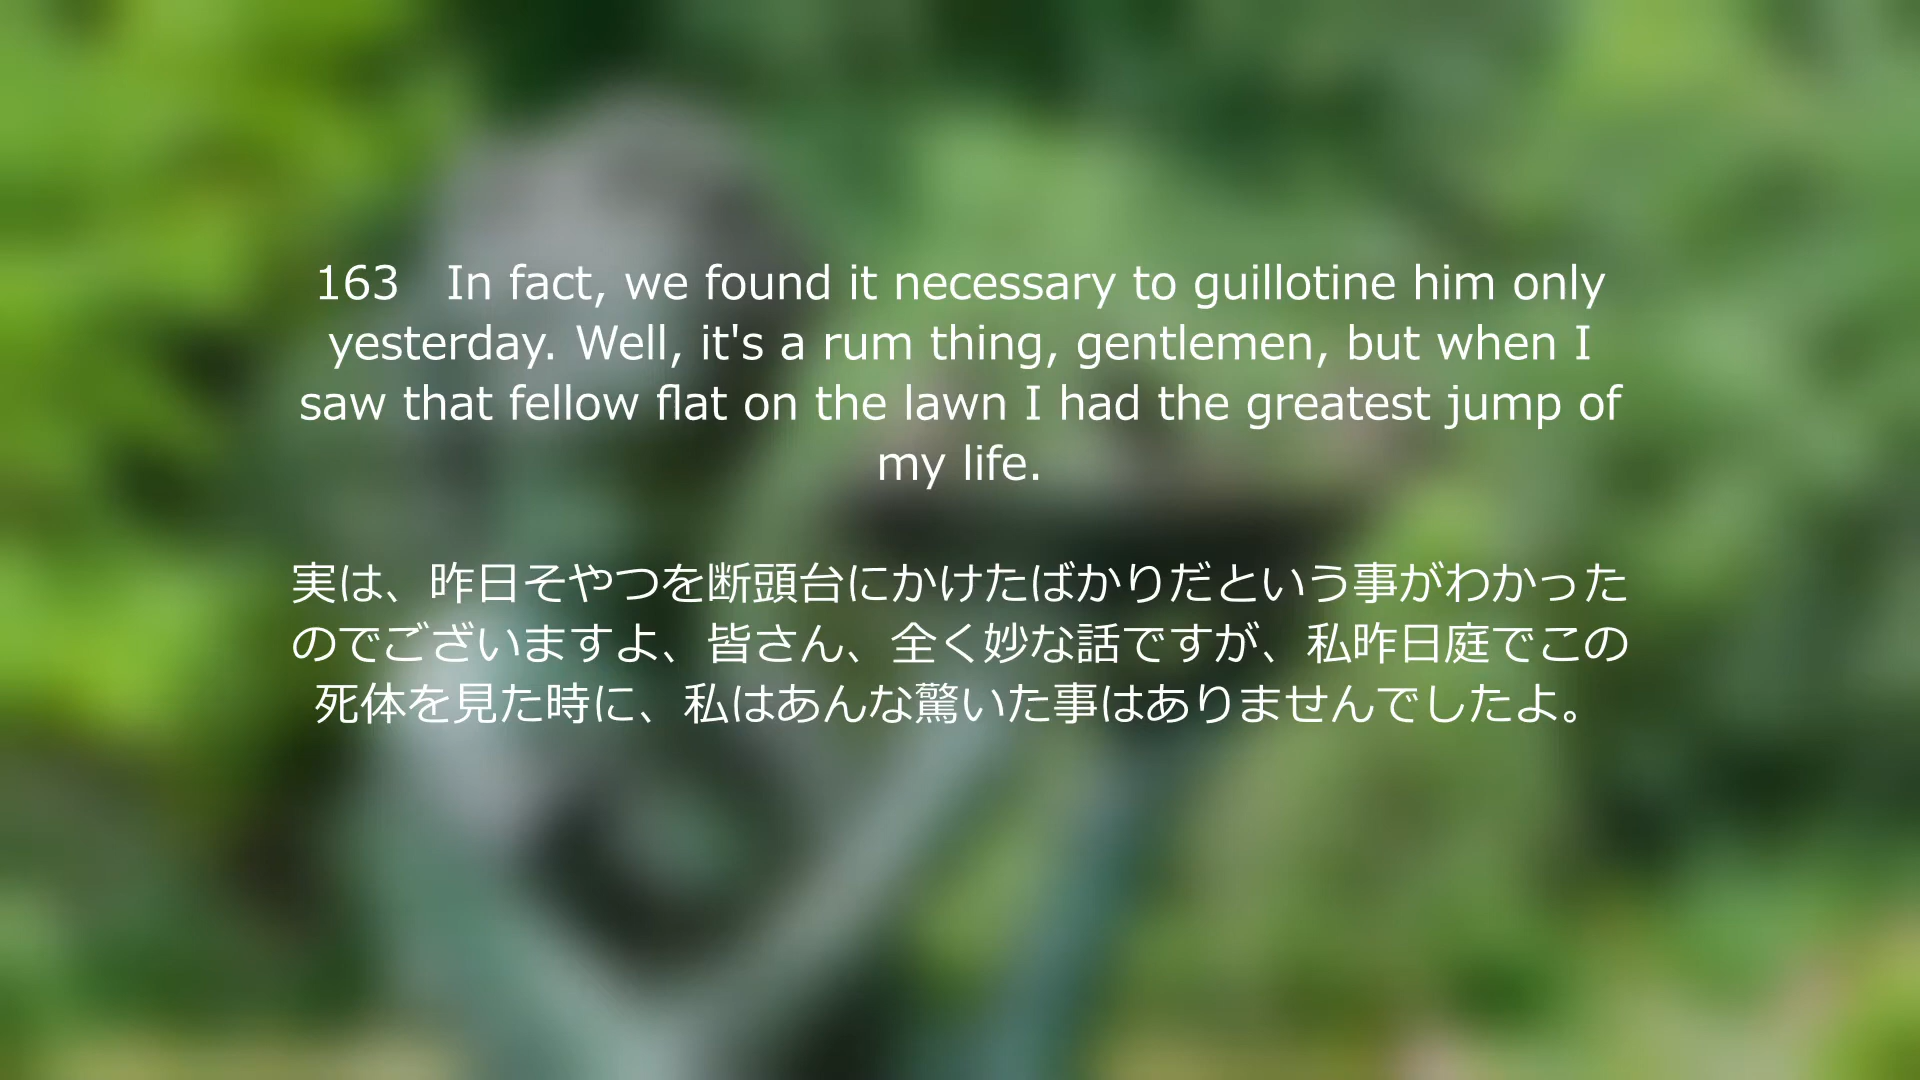 163　In fact, we found it necessary to guillotine him only
yesterday. Well, it's a rum thing, gentlemen, but when I
saw that fellow flat on the lawn I had the greatest jump of
my life.
実は、昨日そやつを断頭台にかけたばかりだという事がわかった
のでございますよ、皆さん、全く妙な話ですが、私昨日庭でこの
死体を見た時に、私はあんな驚いた事はありませんでしたよ。